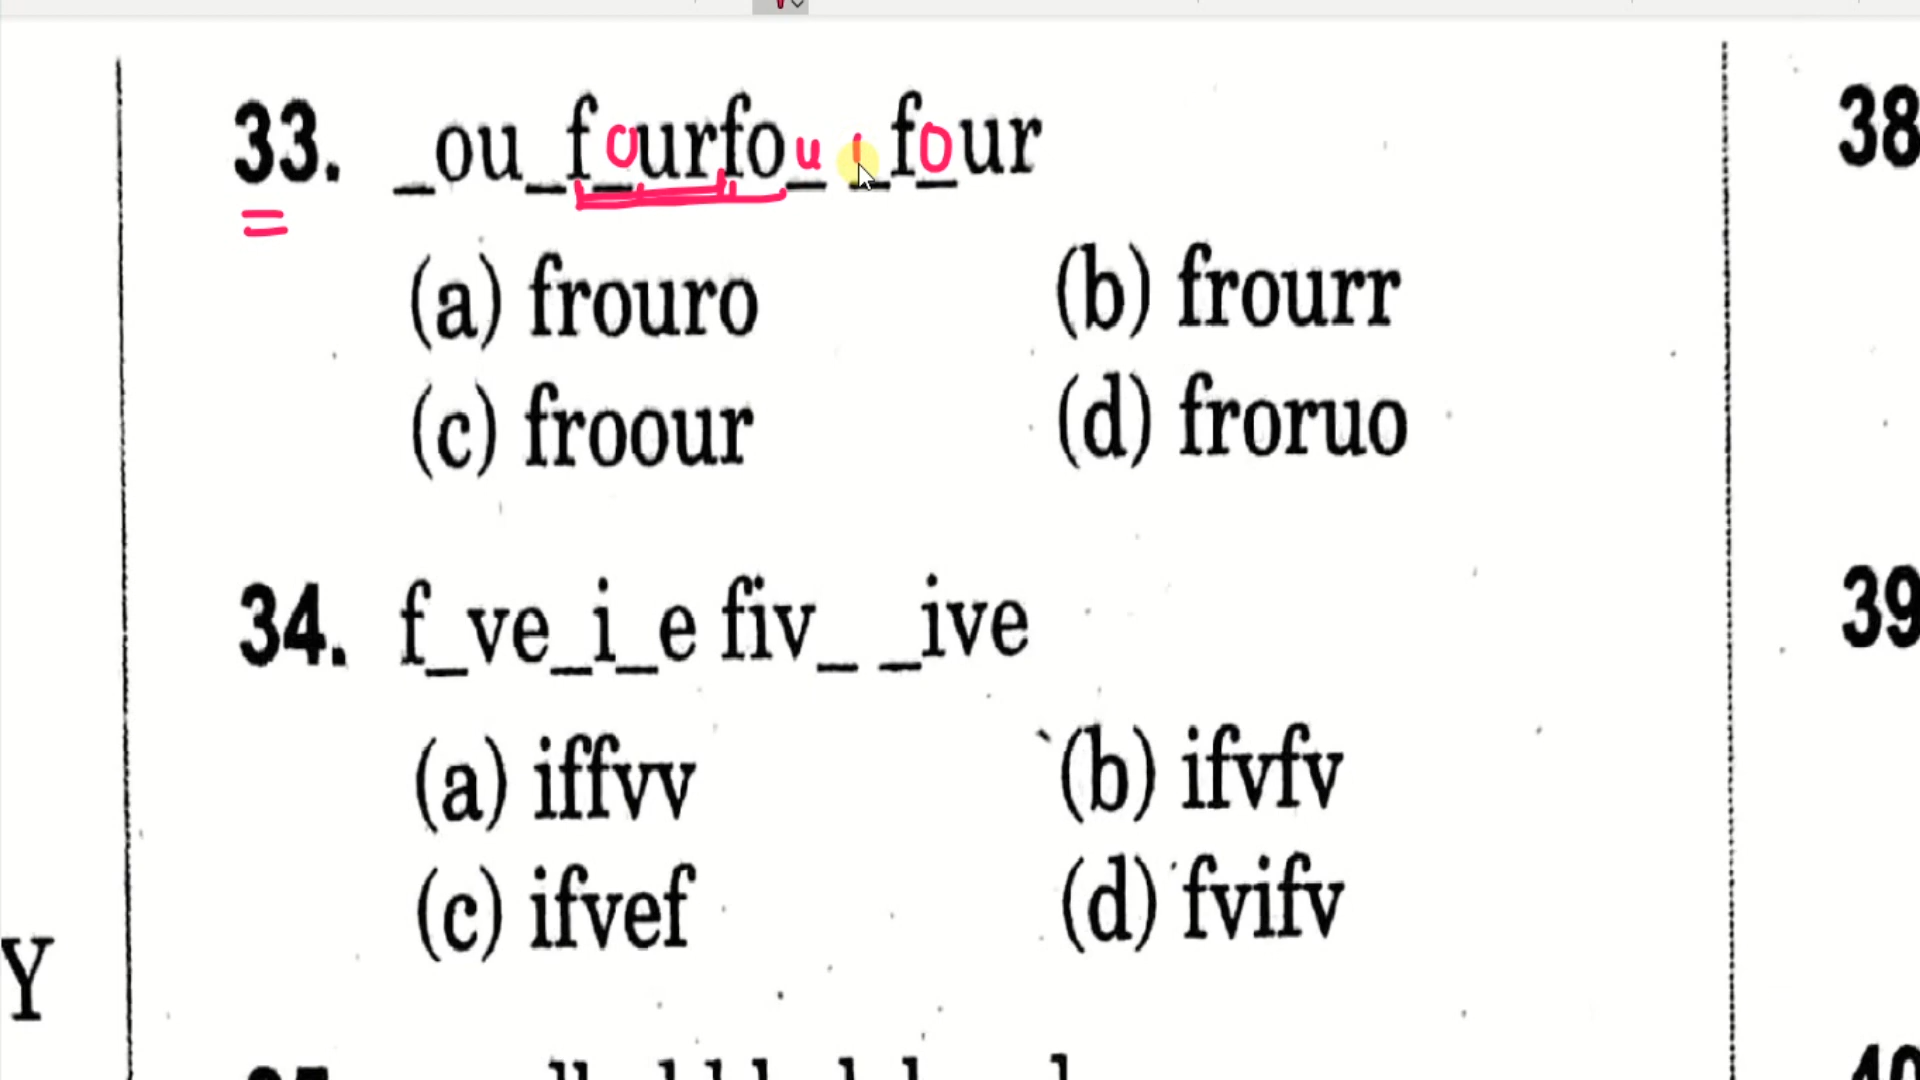 33. _ou_f_urfo_ _f_ur 38
o u o
(a) frouro (b) frourr
(c) froour (d) froruo
34. f_ve_i_e fiv_ _ive 39
(a) iffvv (b) ifvfv
(c) ifvef (d) fvifv
Y